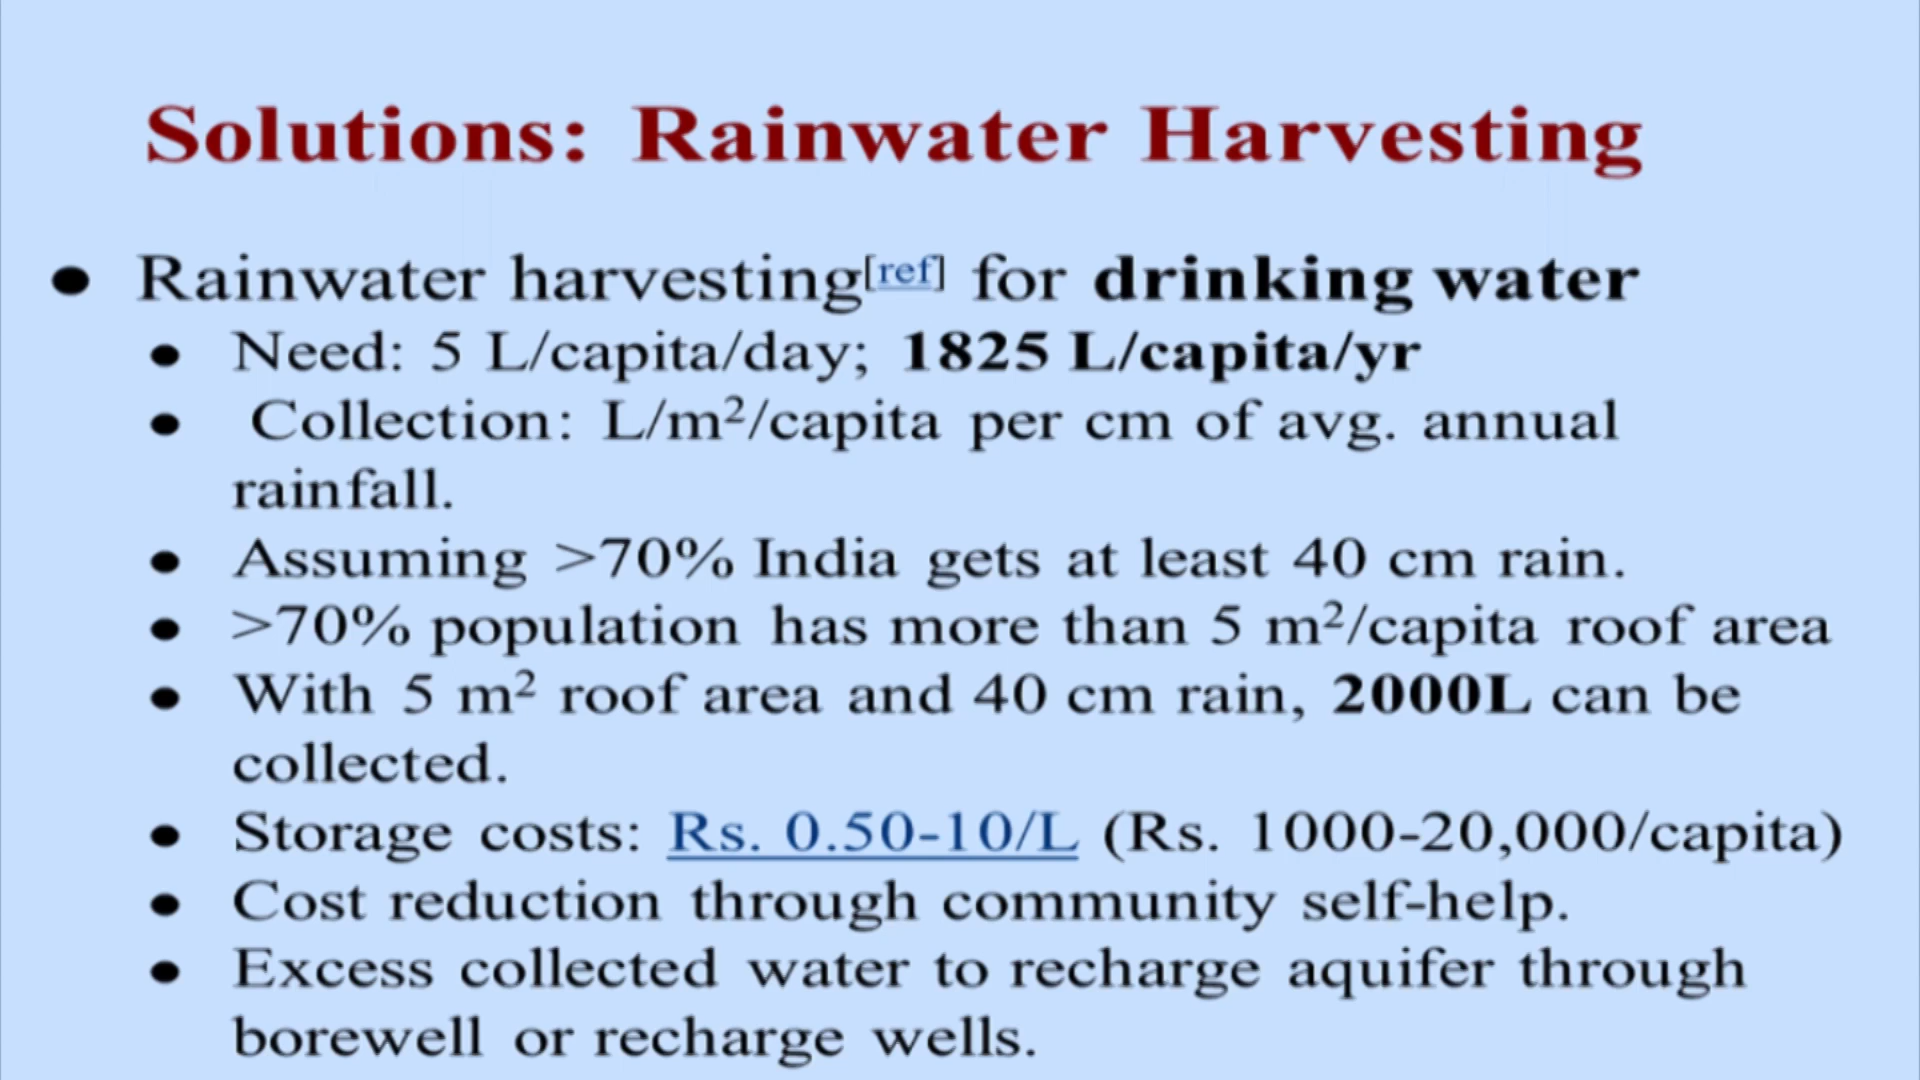 Solutions: Rainwater Harvesting
● Rainwater harvesting[ref] for drinking water
● Need: 5 L/capita/day; 1825 L/capita/yr
● Collection: L/m²/capita per cm of avg. annual
rainfall.
● Assuming >70% India gets at least 40 cm rain.
● >70% population has more than 5 m²/capita roof area
● With 5 m² roof area and 40 cm rain, 2000L can be
collected.
● Storage costs: Rs. 0.50-10/L (Rs. 1000-20,000/capita)
● Cost reduction through community self-help.
● Excess collected water to recharge aquifer through
borewell or recharge wells.